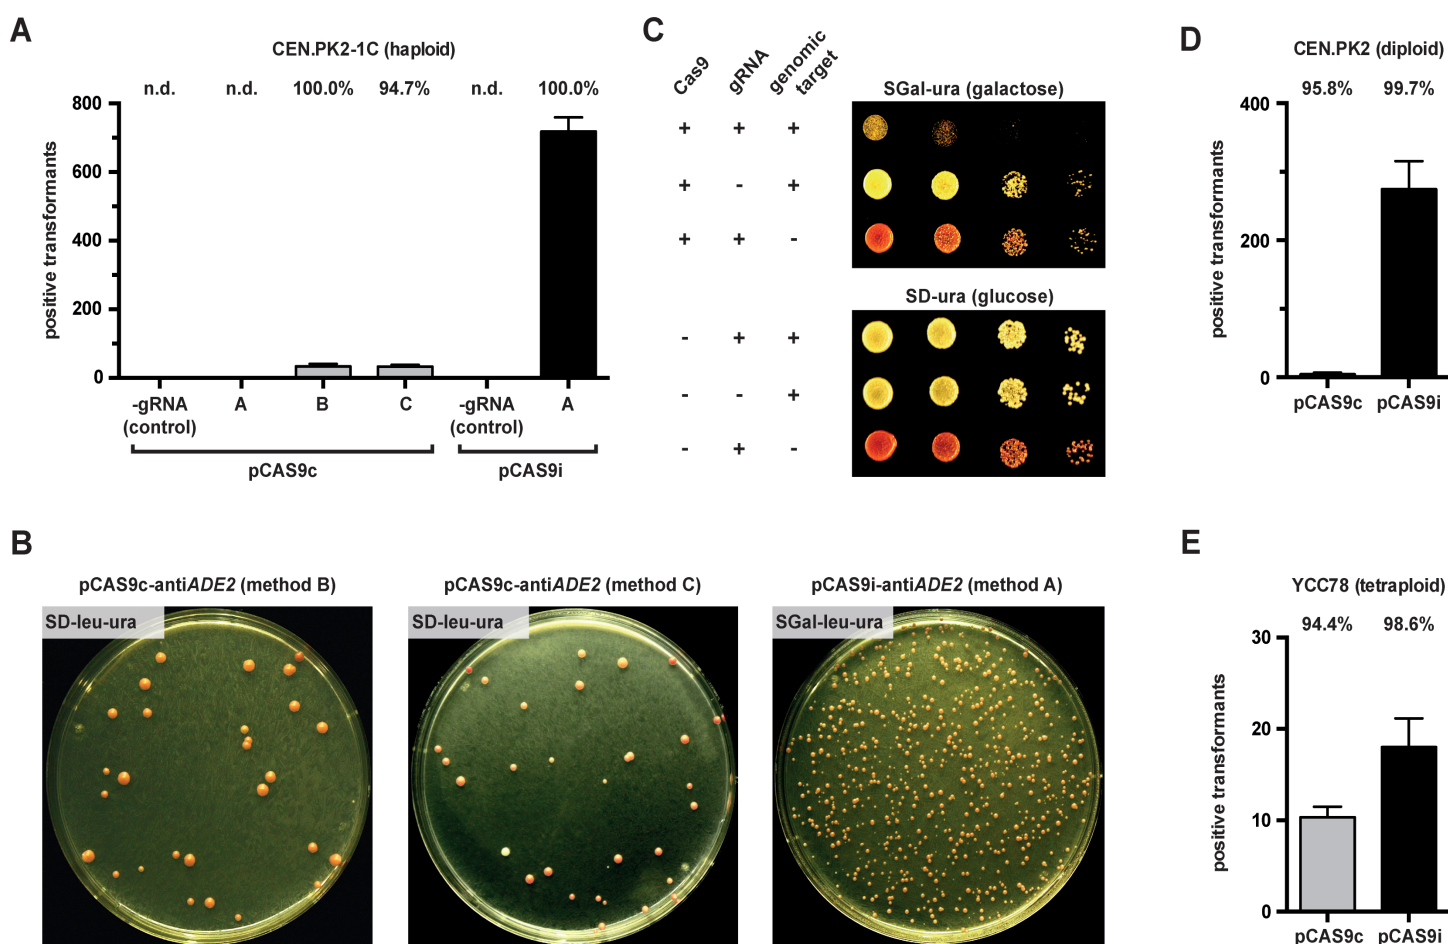 A
CEN.PK2-1C (haploid)
n.d. n.d. 100.0% 94.7% n.d. 100.0%
positive transformants
800
600
400
200
0
-gRNA (control) A B C -gRNA (control) A
pCAS9c pCAS9i
C
Cas9 gRNA genomic target
+ + +
+ - +
+ + -
- + +
- - +
- + -
SGal-ura (galactose)
SD-ura (glucose)
D
CEN.PK2 (diploid)
95.8% 99.7%
positive transformants
400
200
0
pCAS9c pCAS9i
B
pCAS9c-antiADE2 (method B)
SD-leu-ura
pCAS9c-antiADE2 (method C)
SD-leu-ura
pCAS9i-antiADE2 (method A)
SGal-leu-ura
E
YCC78 (tetraploid)
94.4% 98.6%
positive transformants
30
20
10
0
pCAS9c pCAS9i